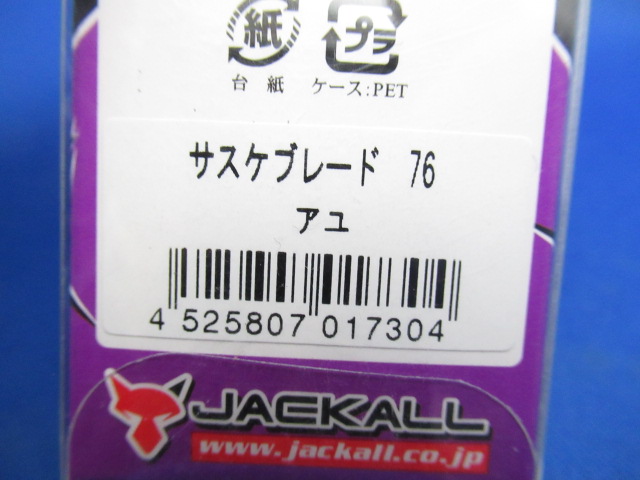 紙 プラ
台紙 ケース:PET
サスケブレード 76
アユ
4 525807 017304
JACKALL
www.jackall.co.jp